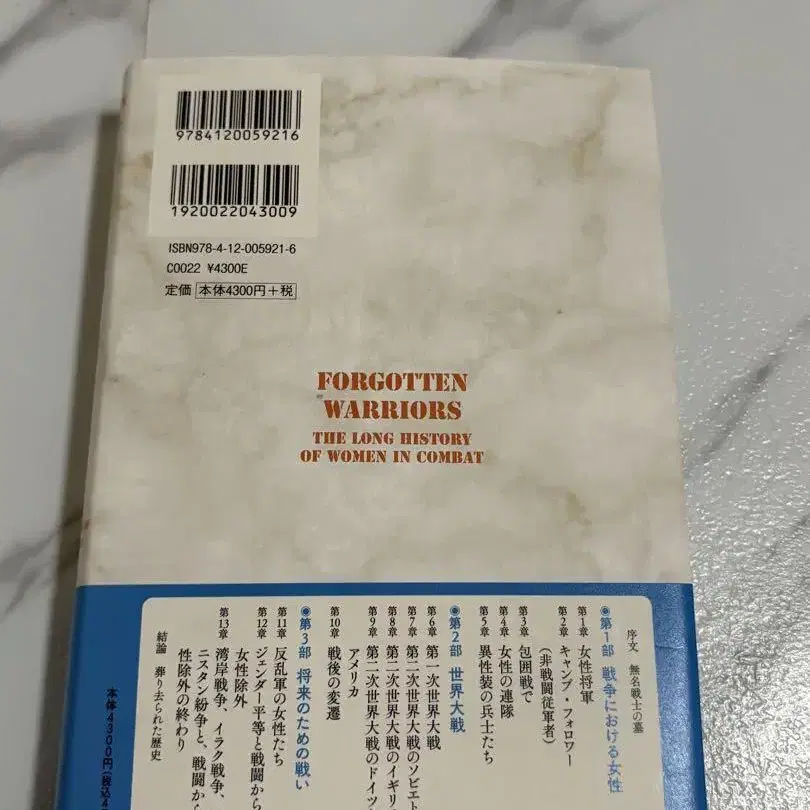 9784120059216
1920022043009
ISBN978-4-12-005921-6
C0022 ¥4300E
定価 本体4300円+税
FORGOTTEN
WARRIORS
THE LONG HISTORY
OF WOMEN IN COMBAT
序文 無名戦士の墓
◉第1部 戦争における女性
第1章 女性将軍
第2章 キャンプ・フォロワー
(非戦闘従軍者)
第3章 包囲戦で
第4章 女性の連隊
第5章 異性装の兵士たち
◉第2部 世界大戦
第6章 第一次世界大戦
第7章 第二次世界大戦のソビエト
第8章 第二次世界大戦のイギリ
第9章 第二次世界大戦のドイツ
アメリカ
第10章 戦後の変遷
◉第3部 将来のための戦い
第11章 反乱軍の女性たち
第12章 ジェンダー平等と戦闘から
女性除外
第13章 湾岸戦争、イラク戦争、
ニスタン紛争と、戦闘から
性除外の終わり
結論 葬り去られた歴史
本体4300円(税込4